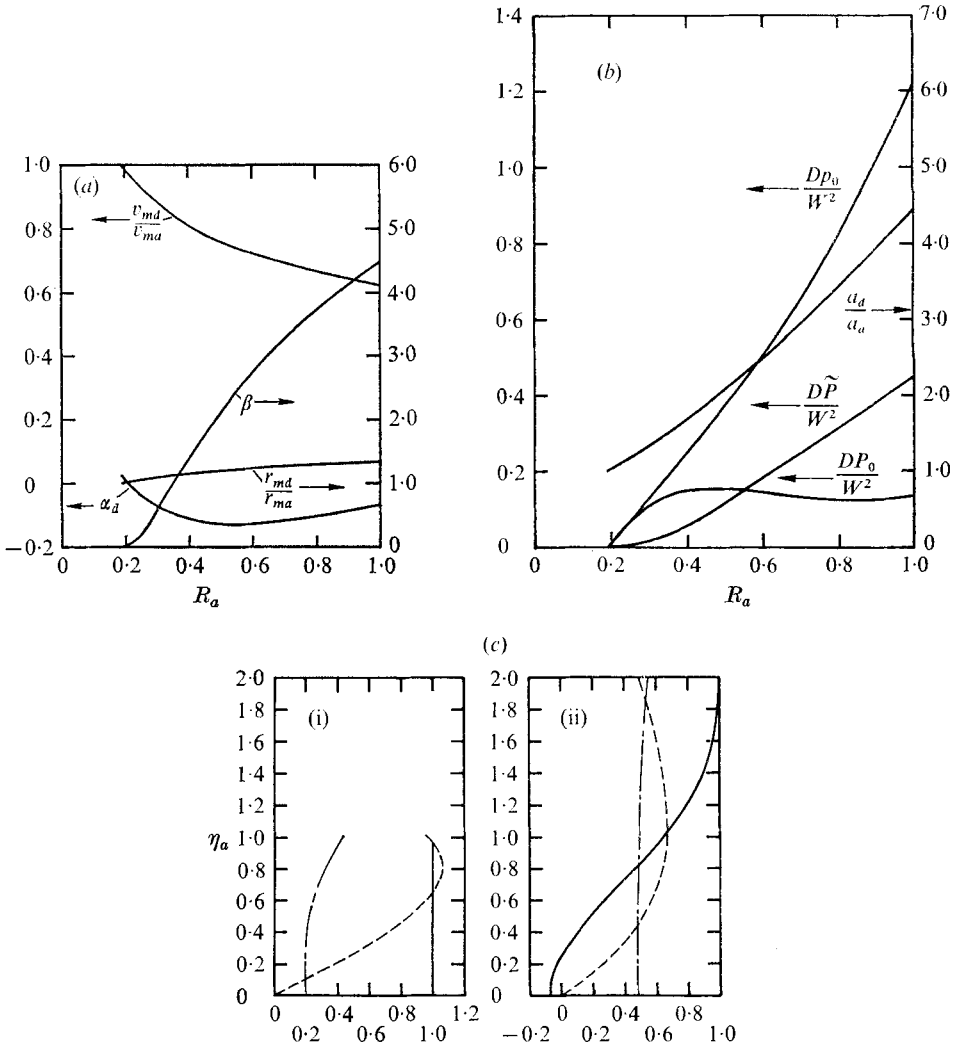 (a)
1·0
0·8
0·6
0·4
0·2
0
−0·2
6·0
5·0
4·0
3·0
2·0
1·0
0
v_md / v_ma
β
r_md / r_ma
α_d
0 0·2 0·4 0·6 0·8 1·0
R_a
(b)
1·4
1·2
1·0
0·8
0·6
0·4
0·2
0
7·0
6·0
5·0
4·0
3·0
2·0
1·0
0
Dp_0 / W^2
a_d / a_a
DP̃ / W^2
DP_0 / W^2
0 0·2 0·4 0·6 0·8 1·0
R_a
(c)
(i)
2·0
1·8
1·6
1·4
1·2
1·0
η_a
0·8
0·6
0·4
0·2
0
0 0·4 0·8 1·2
0·2 0·6 1·0
(ii)
2·0
1·8
1·6
1·4
1·2
1·0
0·8
0·6
0·4
0·2
0
0 0·4 0·8
−0·2 0·2 0·6 1·0